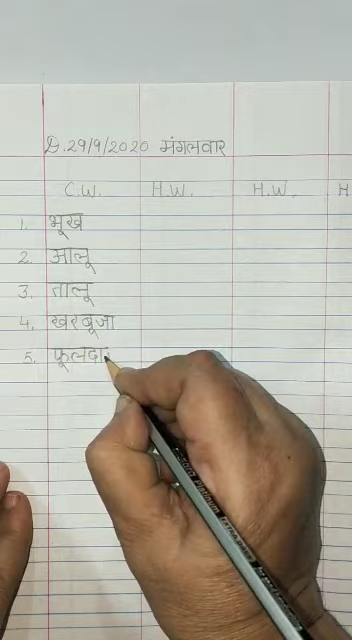 D.29/9/2020 मंगलवार
C.W. H.W. H.W. H
1. भूख
2. आलू
3. तालू
4. खरबूजा
5. फूलदा